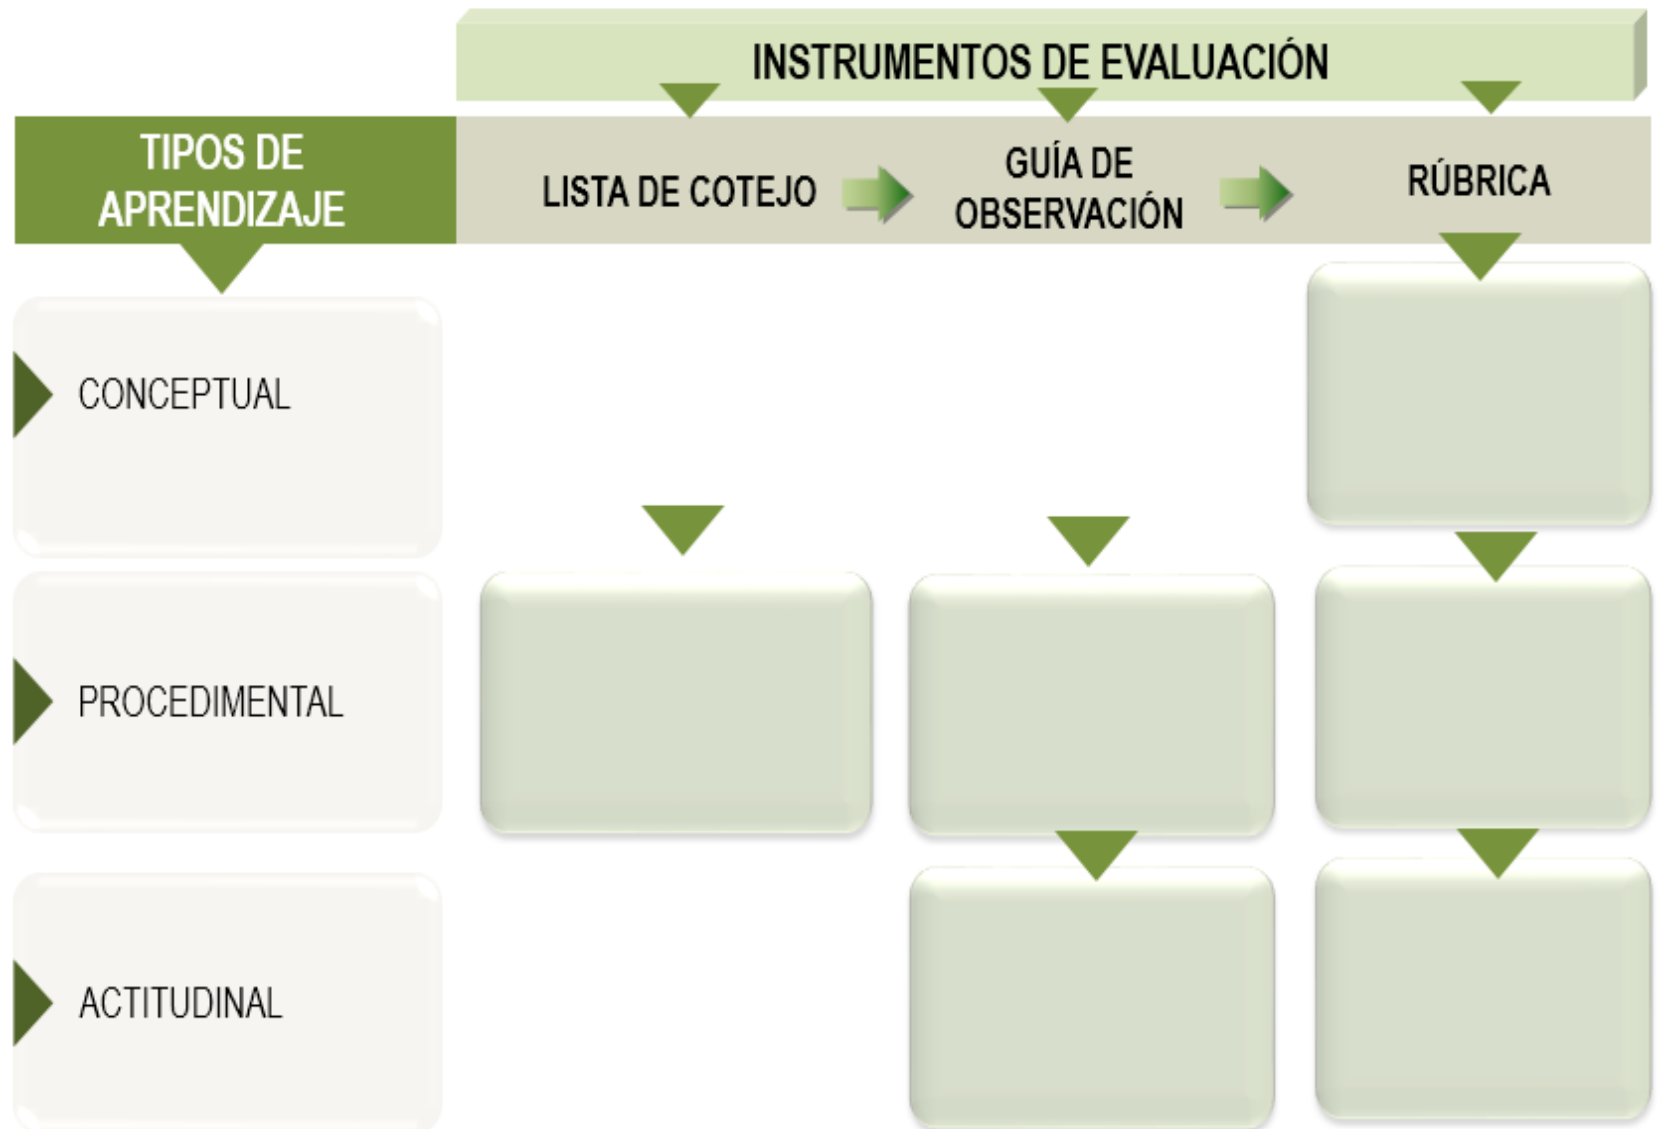 INSTRUMENTOS DE EVALUACIÓN
TIPOS DE
APRENDIZAJE
LISTA DE COTEJO
GUÍA DE
OBSERVACIÓN
RÚBRICA
CONCEPTUAL
PROCEDIMENTAL
ACTITUDINAL